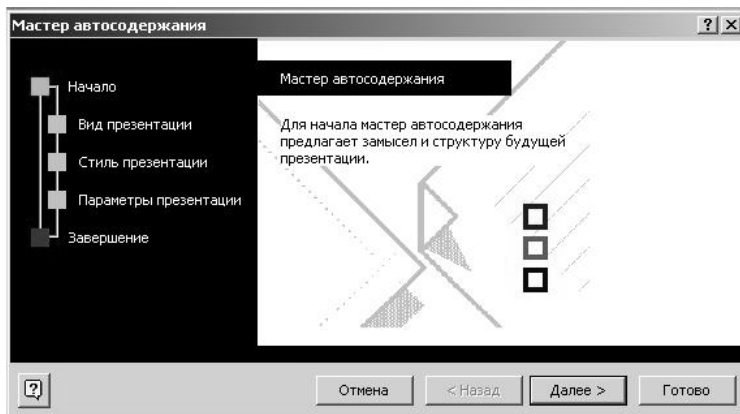 Мастер автосодержания
Начало
Вид презентации
Стиль презентации
Параметры презентации
Завершение
Мастер автосодержания
Для начала мастер автосодержания
предлагает замысел и структуру будущей
презентации.
Отмена
< Назад
Далее >
Готово